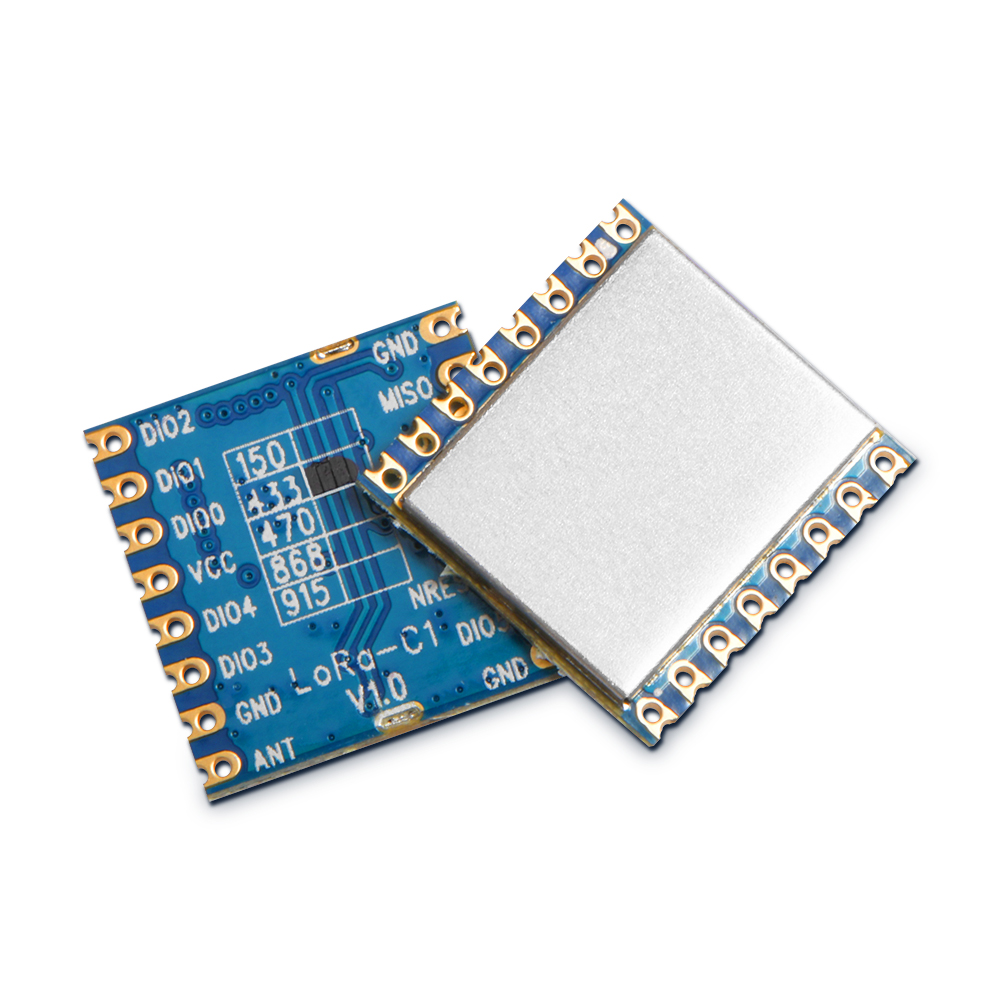 GND
MISO
DIO2
DIO1
DIO0
VCC
DIO4
DIO3
GND
ANT
150
433
470
868
915
LoRa-C1
V1.0
GND